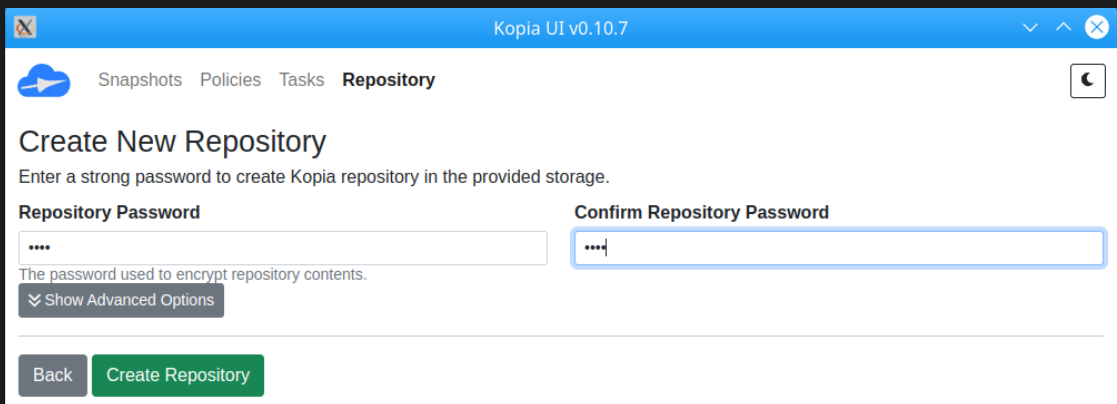 Kopia UI v0.10.7
Snapshots Policies Tasks Repository
Create New Repository
Enter a strong password to create Kopia repository in the provided storage.
Repository Password
Confirm Repository Password
••••
••••
The password used to encrypt repository contents.
Show Advanced Options
Back Create Repository